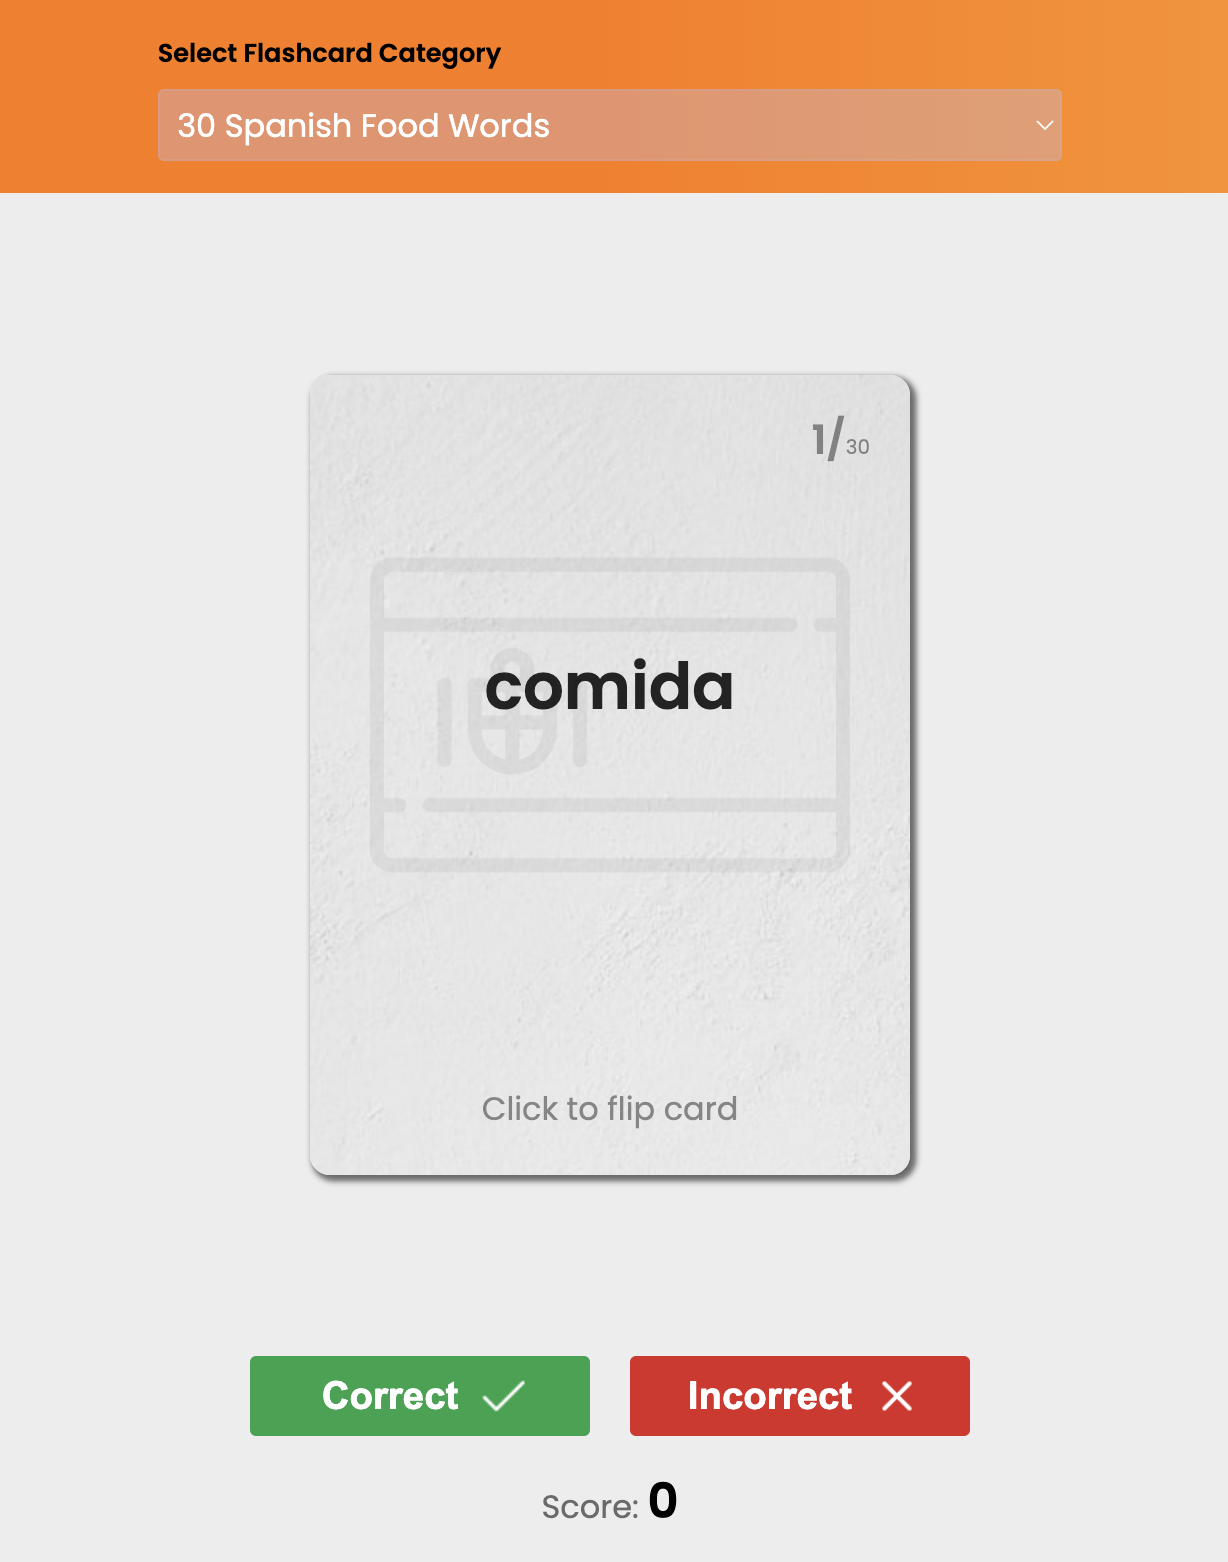 Select Flashcard Category
30 Spanish Food Words
1/30
comida
Click to flip card
Correct
Incorrect
Score: 0